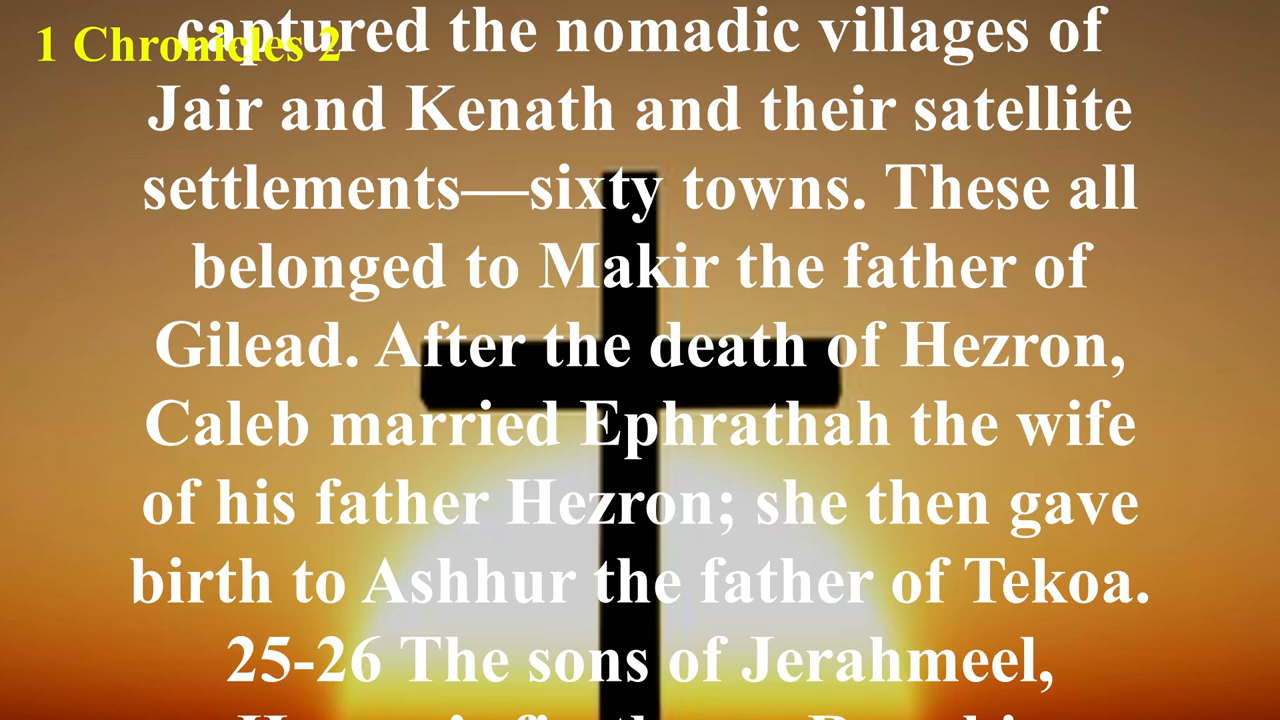 1 Chronicles 2
captured the nomadic villages of
Jair and Kenath and their satellite
settlements—sixty towns. These all
belonged to Makir the father of
Gilead. After the death of Hezron,
Caleb married Ephrathah the wife
of his father Hezron; she then gave
birth to Ashhur the father of Tekoa.
25-26 The sons of Jerahmeel,